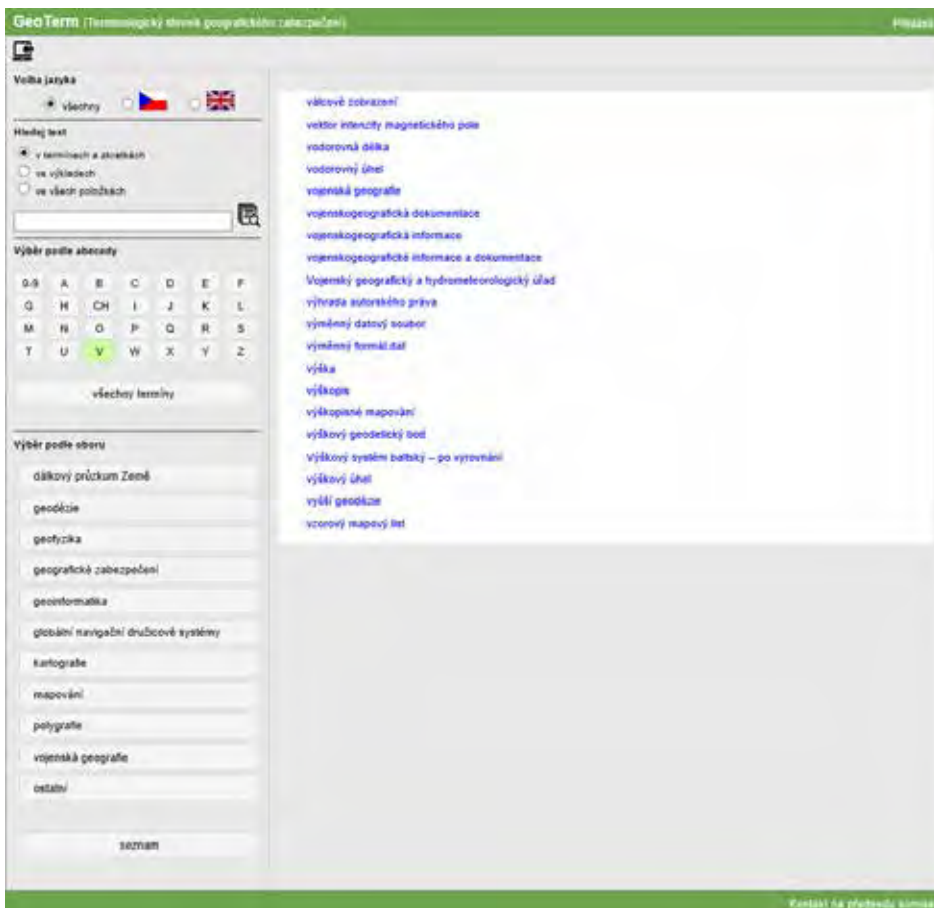 GeoTerm (Terminologický slovník geografického zabezpečení)
Volba jazyka
všechny
Hledej text
v termínech a zkratkách
ve výkladech
ve všech položkách
Výběr podle abecedy
0-9 A B C D E F
G H CH I J K L
M N O P Q R S
T U V W X Y Z
všechny termíny
Výběr podle oboru
dálkový průzkum Země
geodézie
geofyzika
geografické zabezpečení
geoinformatika
globální navigační družicové systémy
kartografie
mapování
polygrafie
vojenská geografie
ostatní
seznam
válcové zobrazení
vektor intenzity magnetického pole
vodorovná délka
vodorovný úhel
vojenská geografie
vojenskogeografická dokumentace
vojenskogeografická informace
vojenskogeografické informace a dokumentace
Vojenský geografický a hydrometeorologický úřad
výhrada autorského práva
výměnný datový soubor
výměnný formát dat
výška
výškopis
výškopisné mapování
výškový geodetický bod
Výškový systém baltský – po vyrovnání
výškový úhel
vyšší geodézie
vzorový mapový list
Kontakt na předsedu